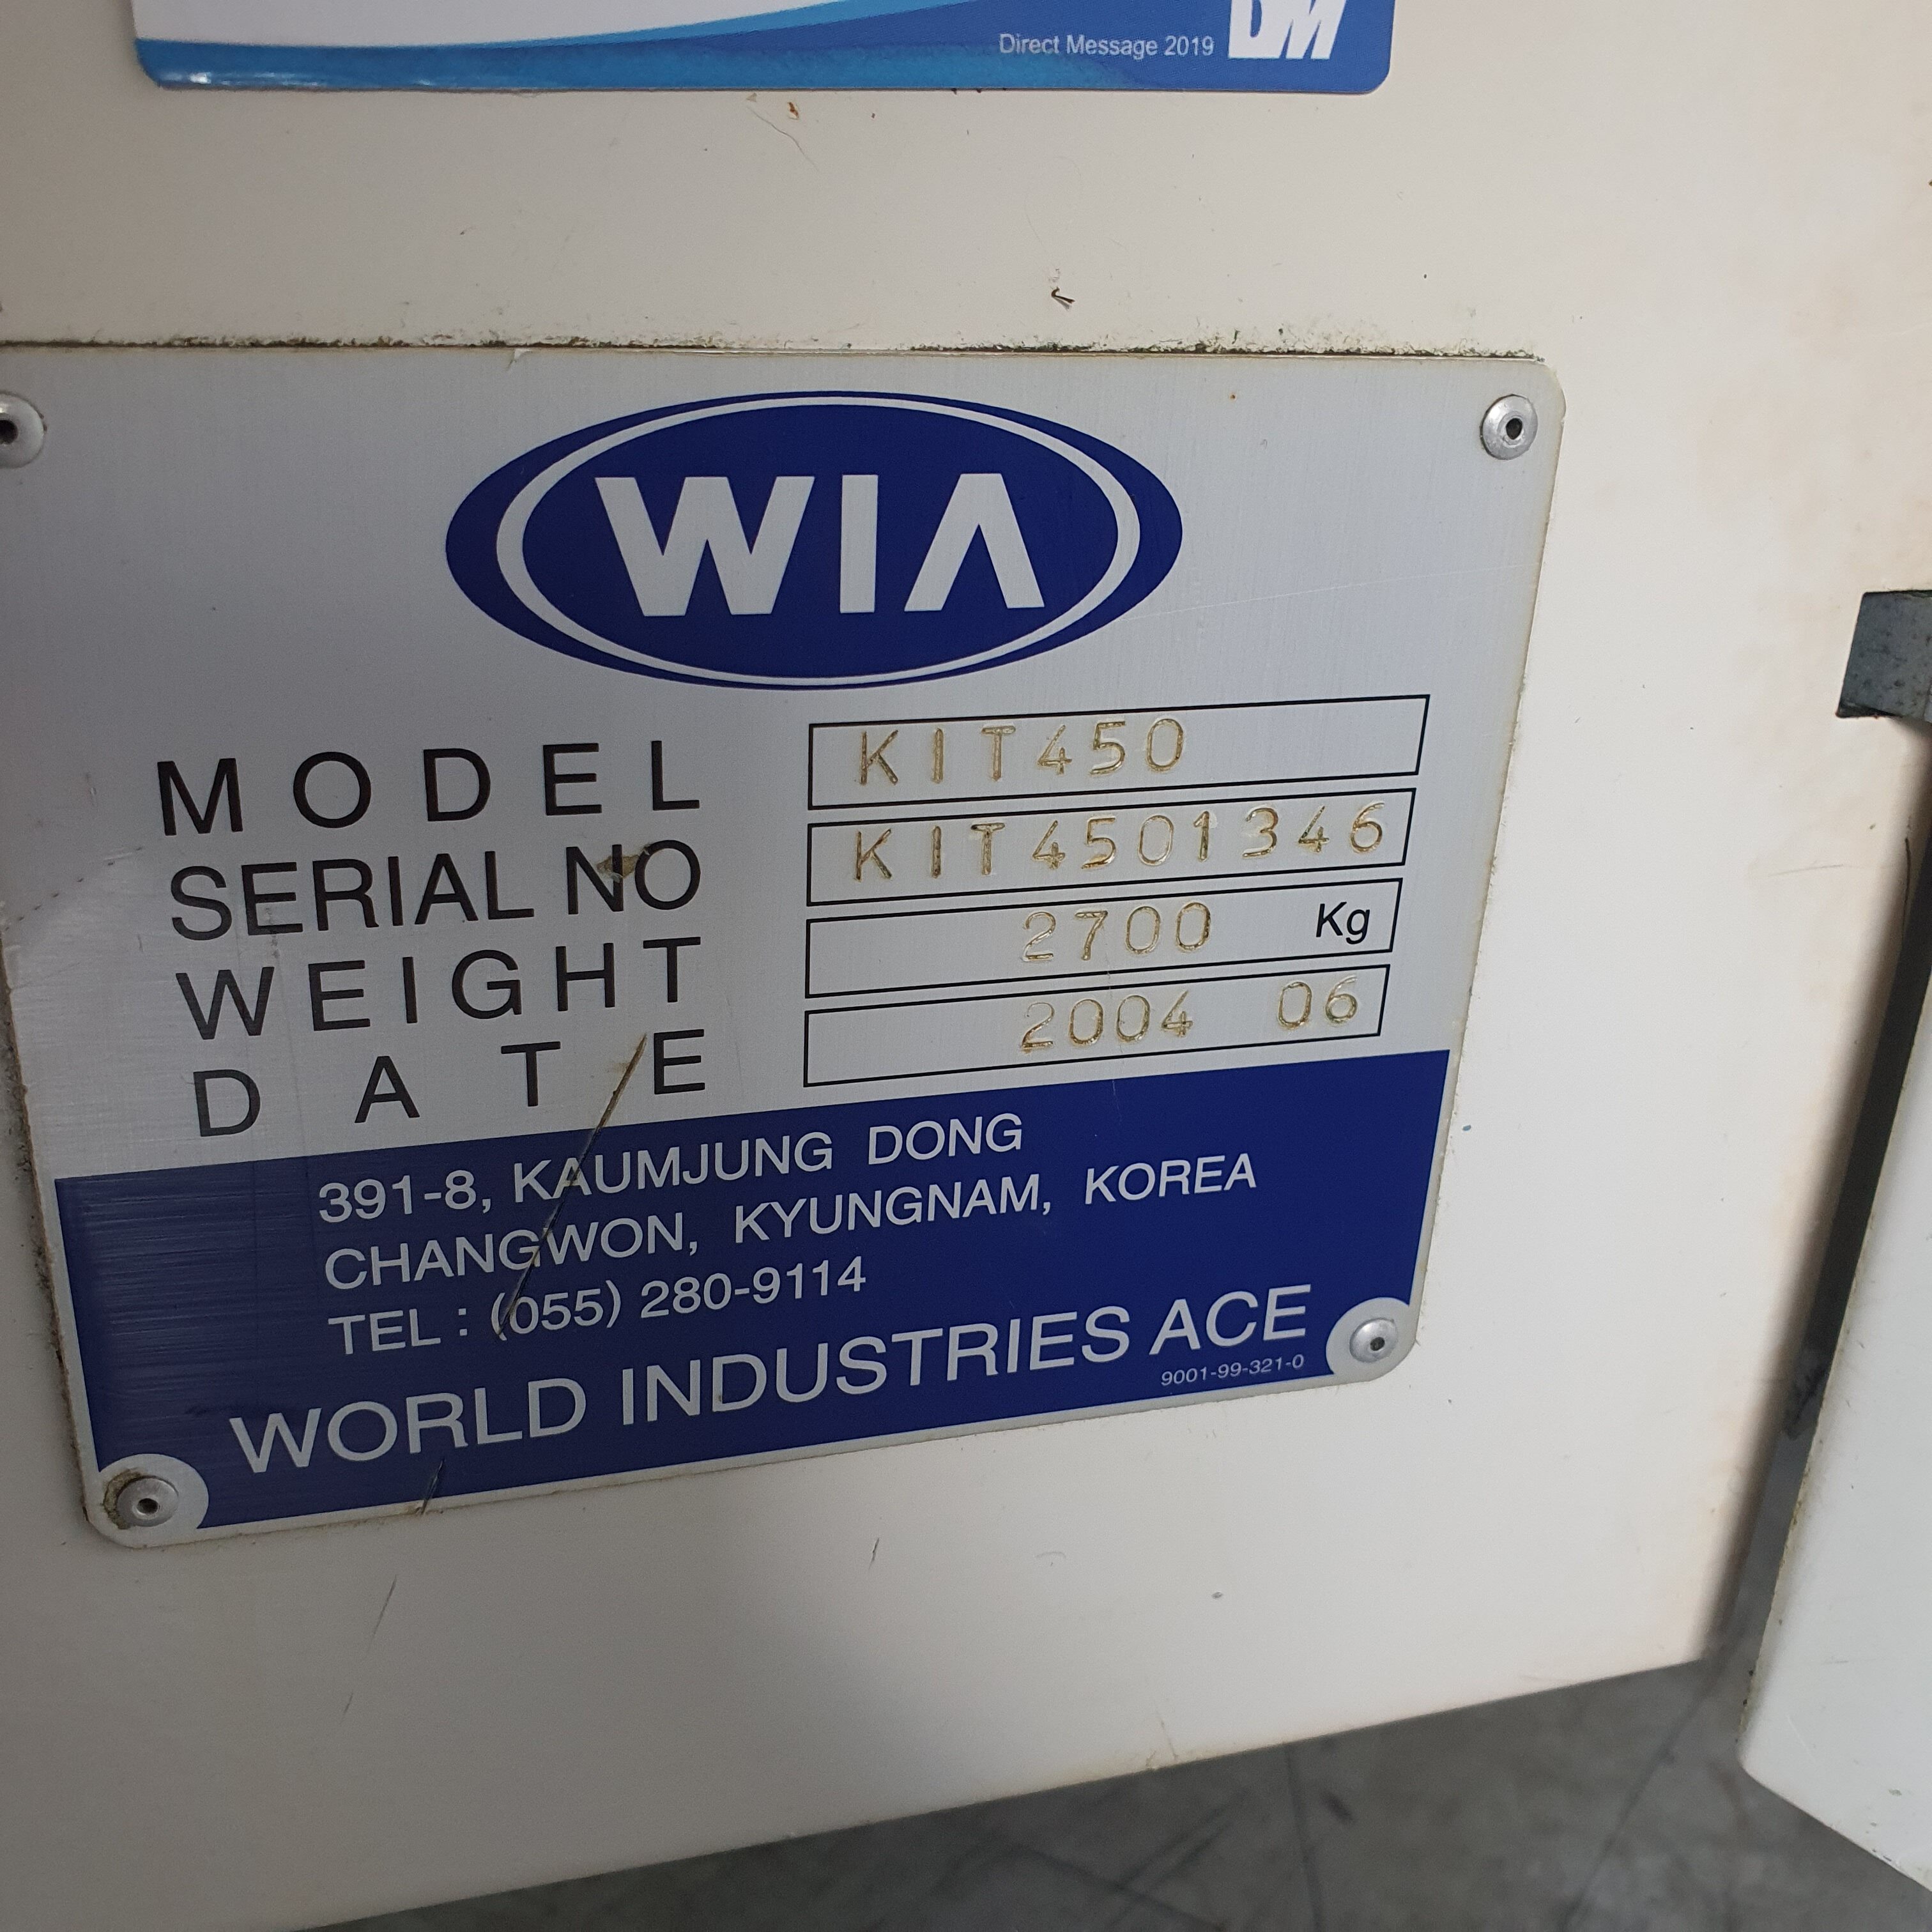 Direct Message 2019 DM
WIA
MODEL KIT450
SERIAL NO KIT4501346
WEIGHT 2700 Kg
DATE 2004 06
391-8, KAUMJUNG DONG
CHANGWON, KYUNGNAM, KOREA
TEL : (055) 280-9114
WORLD INDUSTRIES ACE
9001-99-321-0